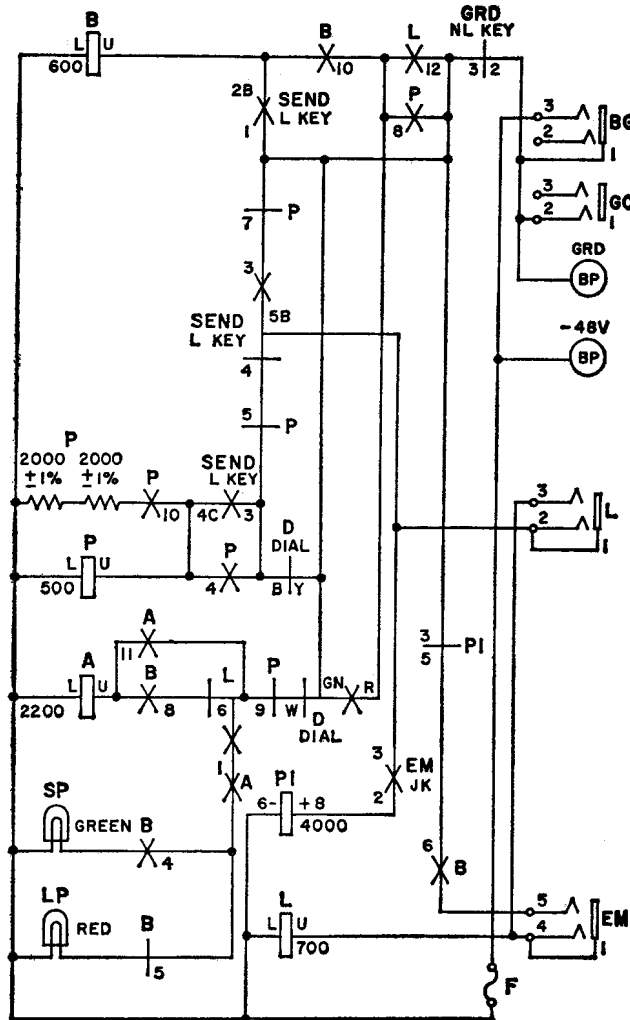 B
L U
600
B
10
L
12
GRD
NL KEY
3 2
2B
SEND
L KEY
1
P
8
3
BG
2
1
3
GO
2
1
7
P
GRD
BP
3
5B
SEND
L KEY
4
-48V
BP
5
P
P
2000 2000
±1% ±1%
P
10
SEND
L KEY
4C 3
3
L
2
1
P
L U
500
P
4
D
DIAL
B Y
A
11
3
5
P1
A
L U
2200
B
8
L
6
P
9
W
D
DIAL
GN
R
1
A
3
EM
JK
2
P1
6- +8
4000
SP
GREEN
B
4
6
B
LP
RED
B
5
L
L U
700
5
EM
4
1
F